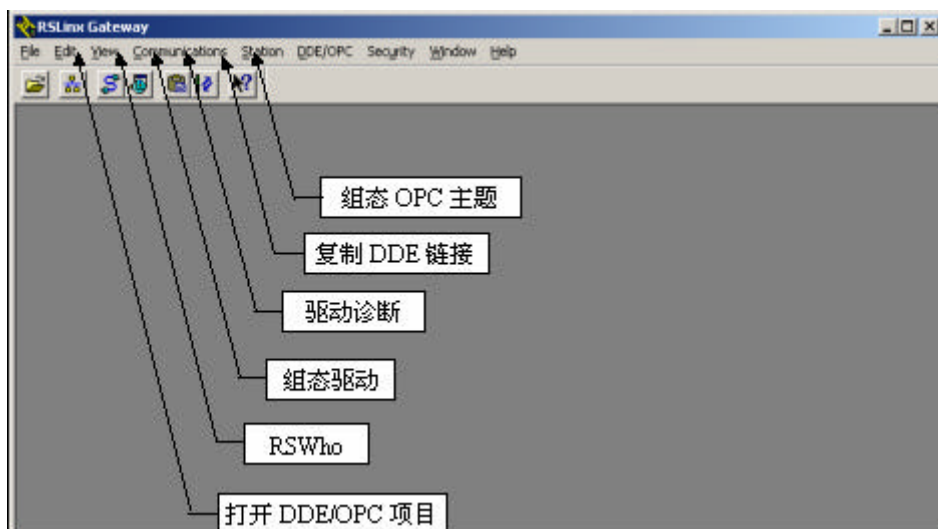 RSLinx Gateway
File Edit View Communications Station DDE/OPC Security Window Help
组态 OPC 主题
复制 DDE 链接
驱动诊断
组态驱动
RSWho
打开 DDE/OPC 项目